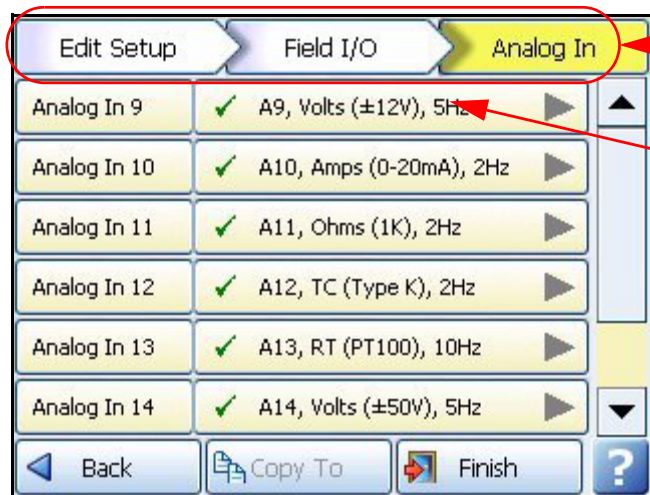 Edit Setup Field I/O Analog In
Analog In 9 A9, Volts (±12V), 5Hz
Analog In 10 A10, Amps (0-20mA), 2Hz
Analog In 11 A11, Ohms (1K), 2Hz
Analog In 12 A12, TC (Type K), 2Hz
Analog In 13 A13, RT (PT100), 10Hz
Analog In 14 A14, Volts (±50V), 5Hz
Back Copy To Finish ?